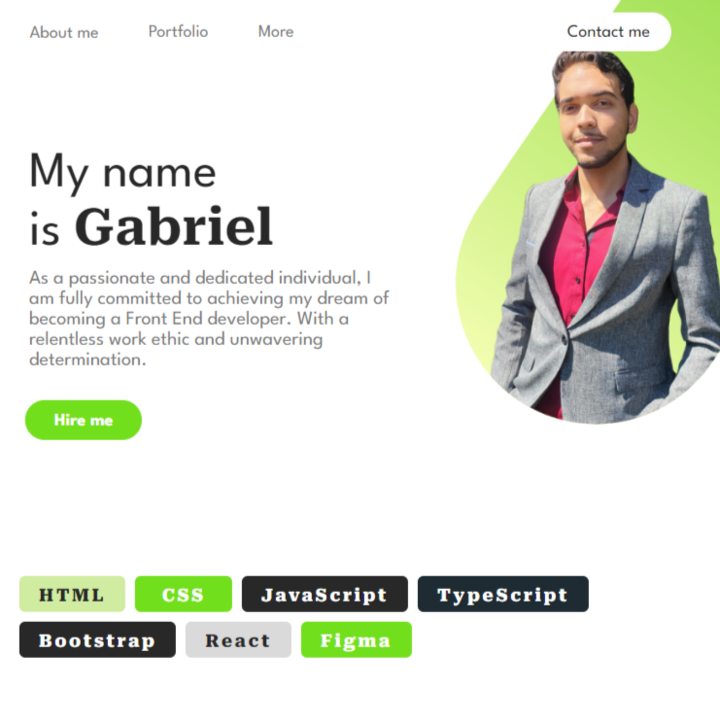 About me
Portfolio
More
Contact me
My name
is Gabriel
As a passionate and dedicated individual, I
am fully committed to achieving my dream of
becoming a Front End developer. With a
relentless work ethic and unwavering
determination.
Hire me
HTML CSS JavaScript TypeScript
Bootstrap React Figma